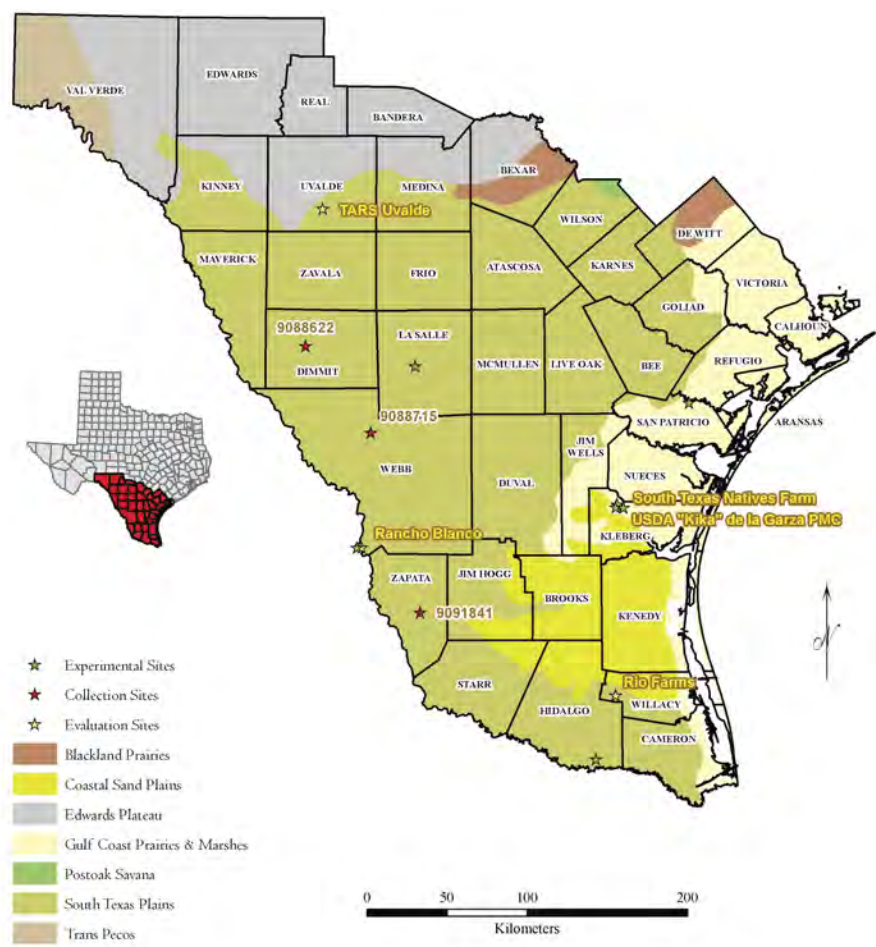 EDWARDS
VAL VERDE
REAL
BANDERA
BEXAR
KINNEY
UVALDE
MEDINA
TARS Uvalde
WILSON
DE WITT
MAVERICK
ZAVALA
FRIO
ATASCOSA
KARNES
VICTORIA
GOLIAD
CALHOUN
9088622
LA SALLE
DIMMIT
MCMULLEN
LIVE OAK
BEE
REFUGIO
9088715
SAN PATRICIO
ARANSAS
WEBB
DUVAL
JIM
WELLS
NUECES
South Texas Natives Farm
USDA "Kika" de la Garza PMC
KLEBERG
Rancho Blanco
ZAPATA
JIM HOGG
BROOKS
KENEDY
9091841
STARR
HIDALGO
Rio Farms
WILLACY
CAMERON
Experimental Sites
Collection Sites
Evaluation Sites
Blackland Prairies
Coastal Sand Plains
Edwards Plateau
Gulf Coast Prairies & Marshes
Postoak Savana
South Texas Plains
Trans Pecos
0 50 100 200
Kilometers